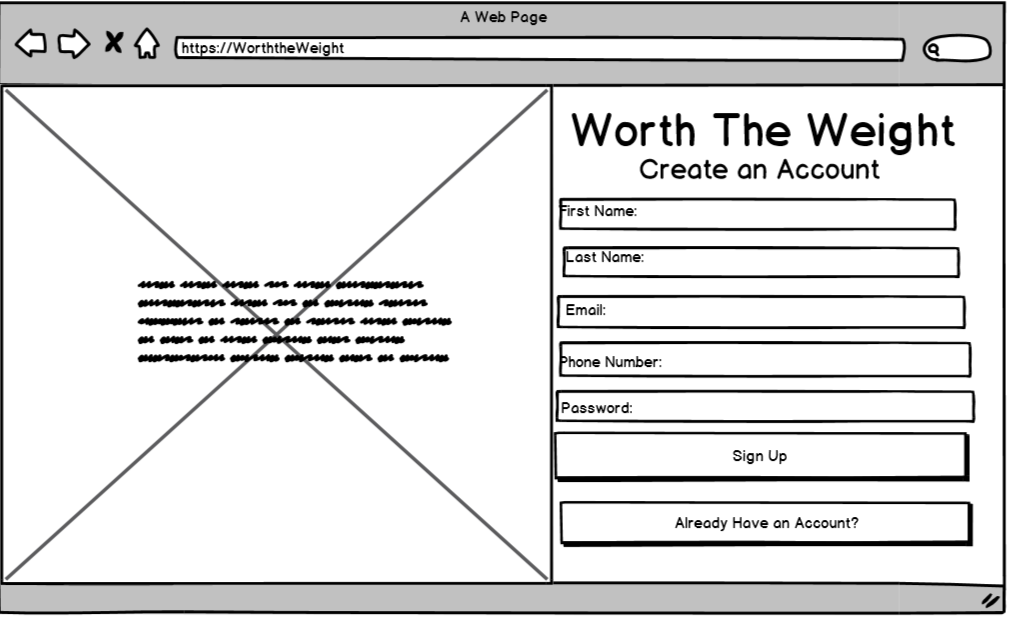 A Web Page
https://WorththeWeight
Worth The Weight
Create an Account
First Name:
Last Name:
Email:
Phone Number:
Password:
Sign Up
Already Have an Account?